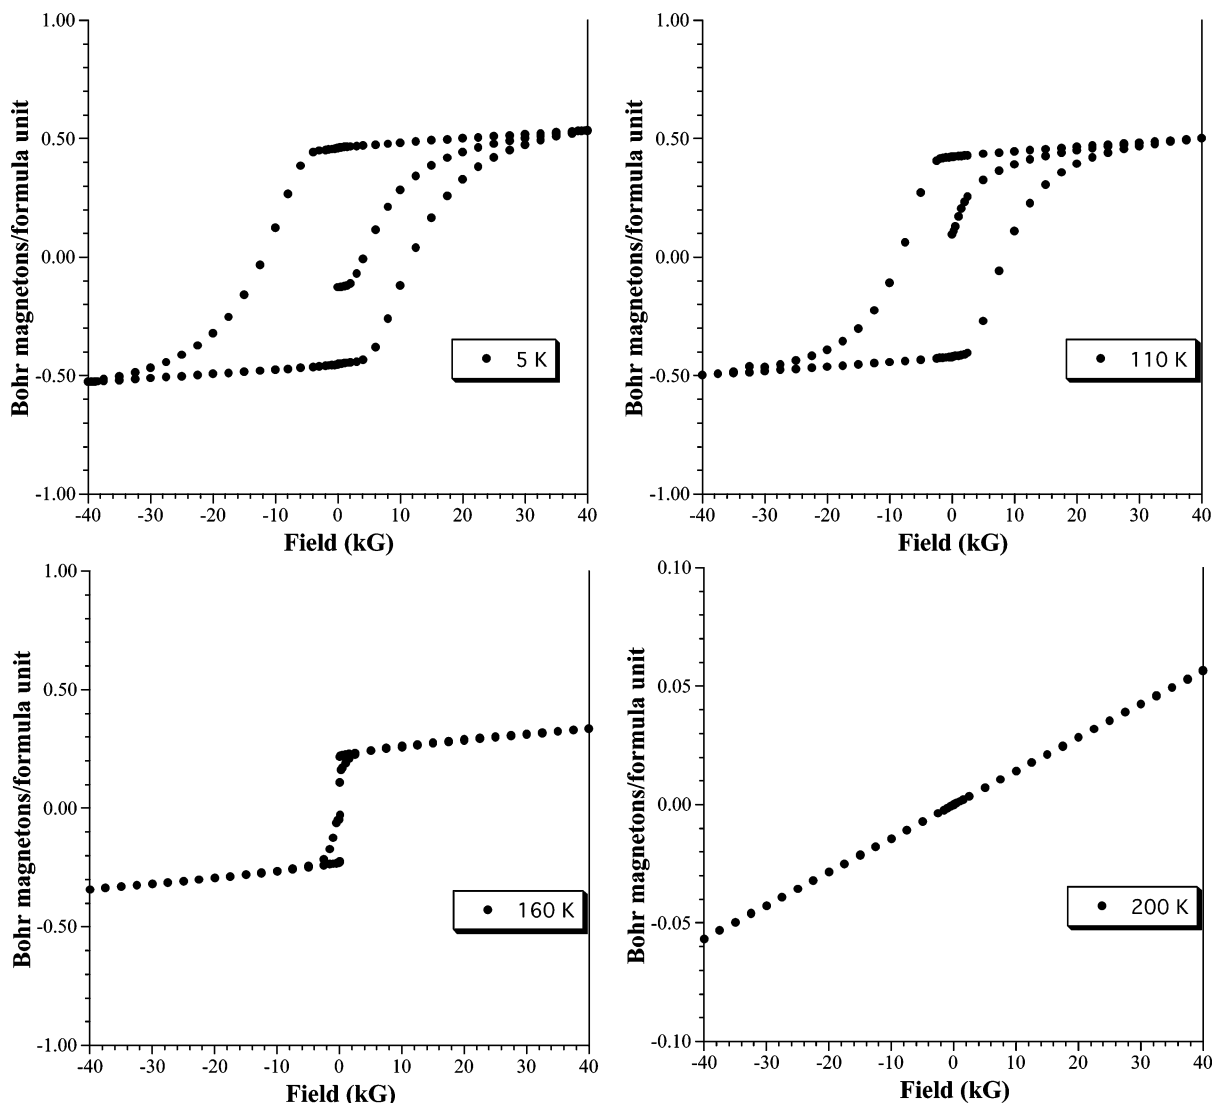 1.00
0.50
0.00
-0.50
-1.00
Bohr magnetons/formula unit
5 K
-40 -30 -20 -10 0 10 20 30 40
Field (kG)
1.00
0.50
0.00
-0.50
-1.00
Bohr magnetons/formula unit
110 K
-40 -30 -20 -10 0 10 20 30 40
Field (kG)
1.00
0.50
0.00
-0.50
-1.00
Bohr magnetons/formula unit
160 K
-40 -30 -20 -10 0 10 20 30 40
Field (kG)
0.10
0.05
0.00
-0.05
-0.10
Bohr magnetons/formula unit
200 K
-40 -30 -20 -10 0 10 20 30 40
Field (kG)